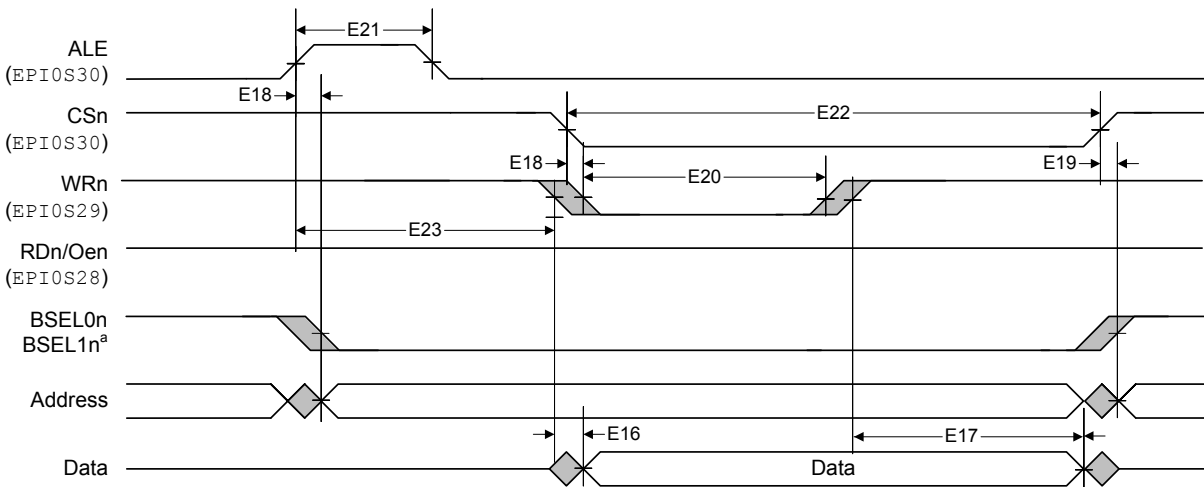 E21
ALE
(EPI0S30)
E18
CSn
E22
(EPI0S30)
E18
E19
WRn
E20
(EPI0S29)
E23
RDn/Oen
(EPI0S28)
BSEL0n
BSEL1nª
Address
E16
E17
Data
Data